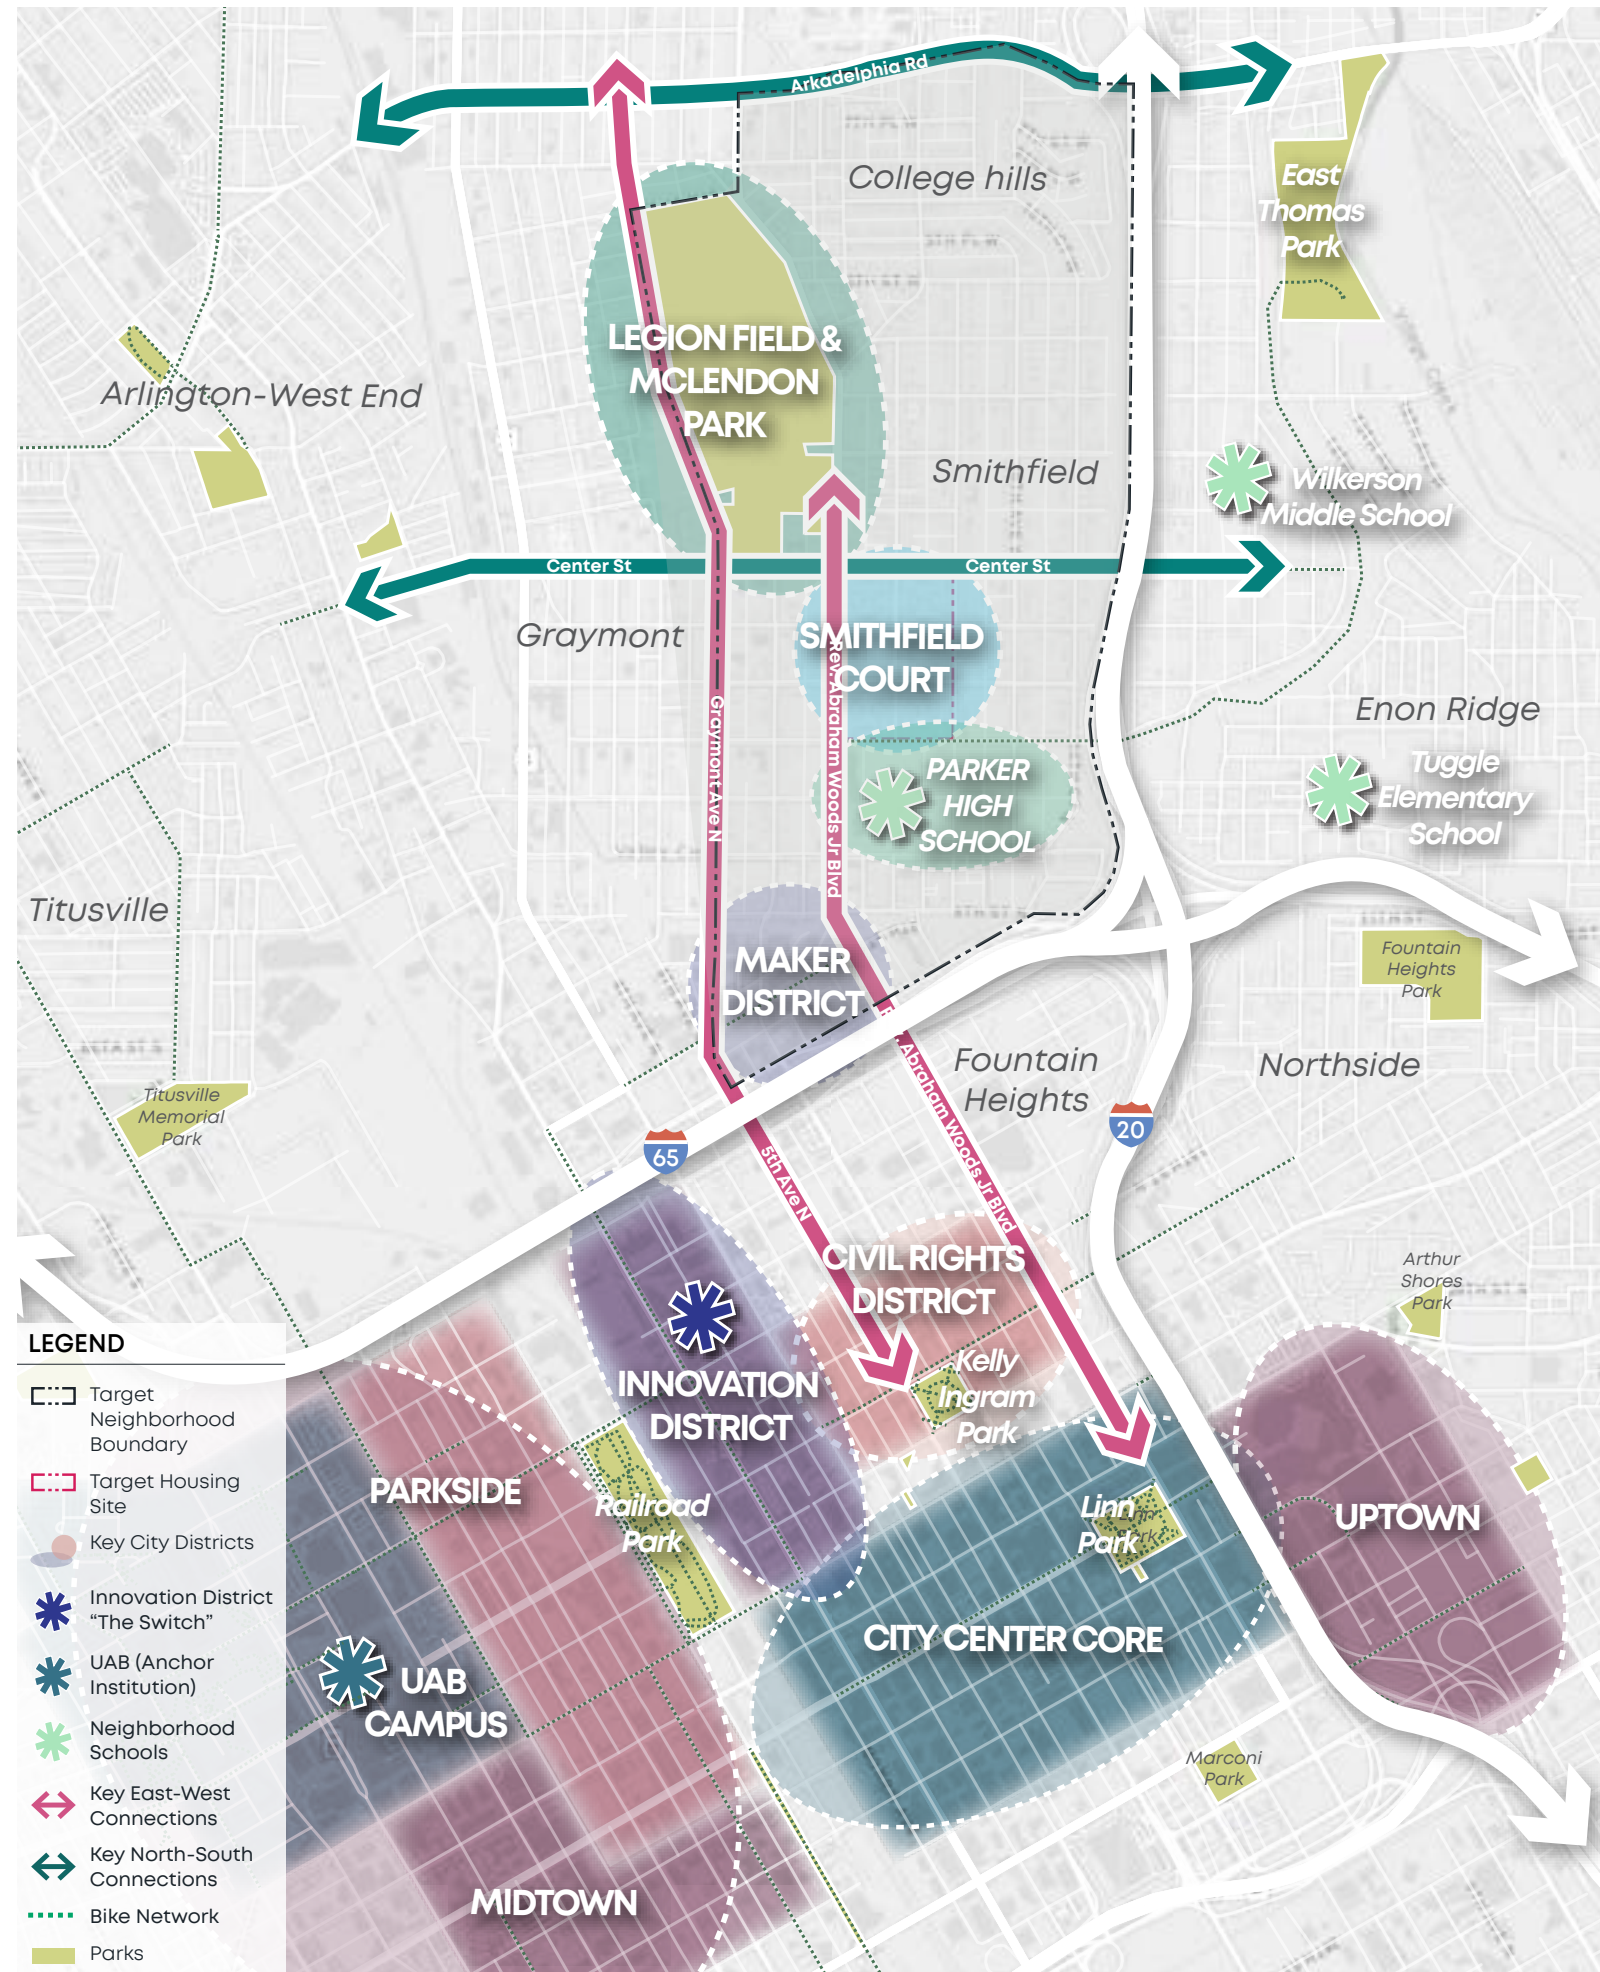 Arkadelphia Rd
College hills
East
Thomas
Park
LEGION FIELD &
MCLENDON
PARK
Arlington-West End
Smithfield
Wilkerson
Middle School
Center St
Center St
Graymont
SMITHFIELD
COURT
Rev. Abraham Woods Jr Blvd
Graymont Ave N
Enon Ridge
Tuggle
Elementary
School
PARKER
HIGH
SCHOOL
Titusville
MAKER
DISTRICT
Fountain
Heights
Park
Fountain
Heights
Northside
Titusville
Memorial
Park
65
20
5th Ave N
Abraham Woods Jr Blvd
CIVIL RIGHTS
DISTRICT
Arthur
Shores
Park
Kelly
Ingram
Park
INNOVATION
DISTRICT
PARKSIDE
Railroad
Park
Linn
Park
UPTOWN
CITY CENTER CORE
UAB
CAMPUS
Marconi
Park
MIDTOWN
LEGEND
Target
Neighborhood
Boundary
Target Housing
Site
Key City Districts
Innovation District
“The Switch”
UAB (Anchor
Institution)
Neighborhood
Schools
Key East-West
Connections
Key North-South
Connections
Bike Network
Parks